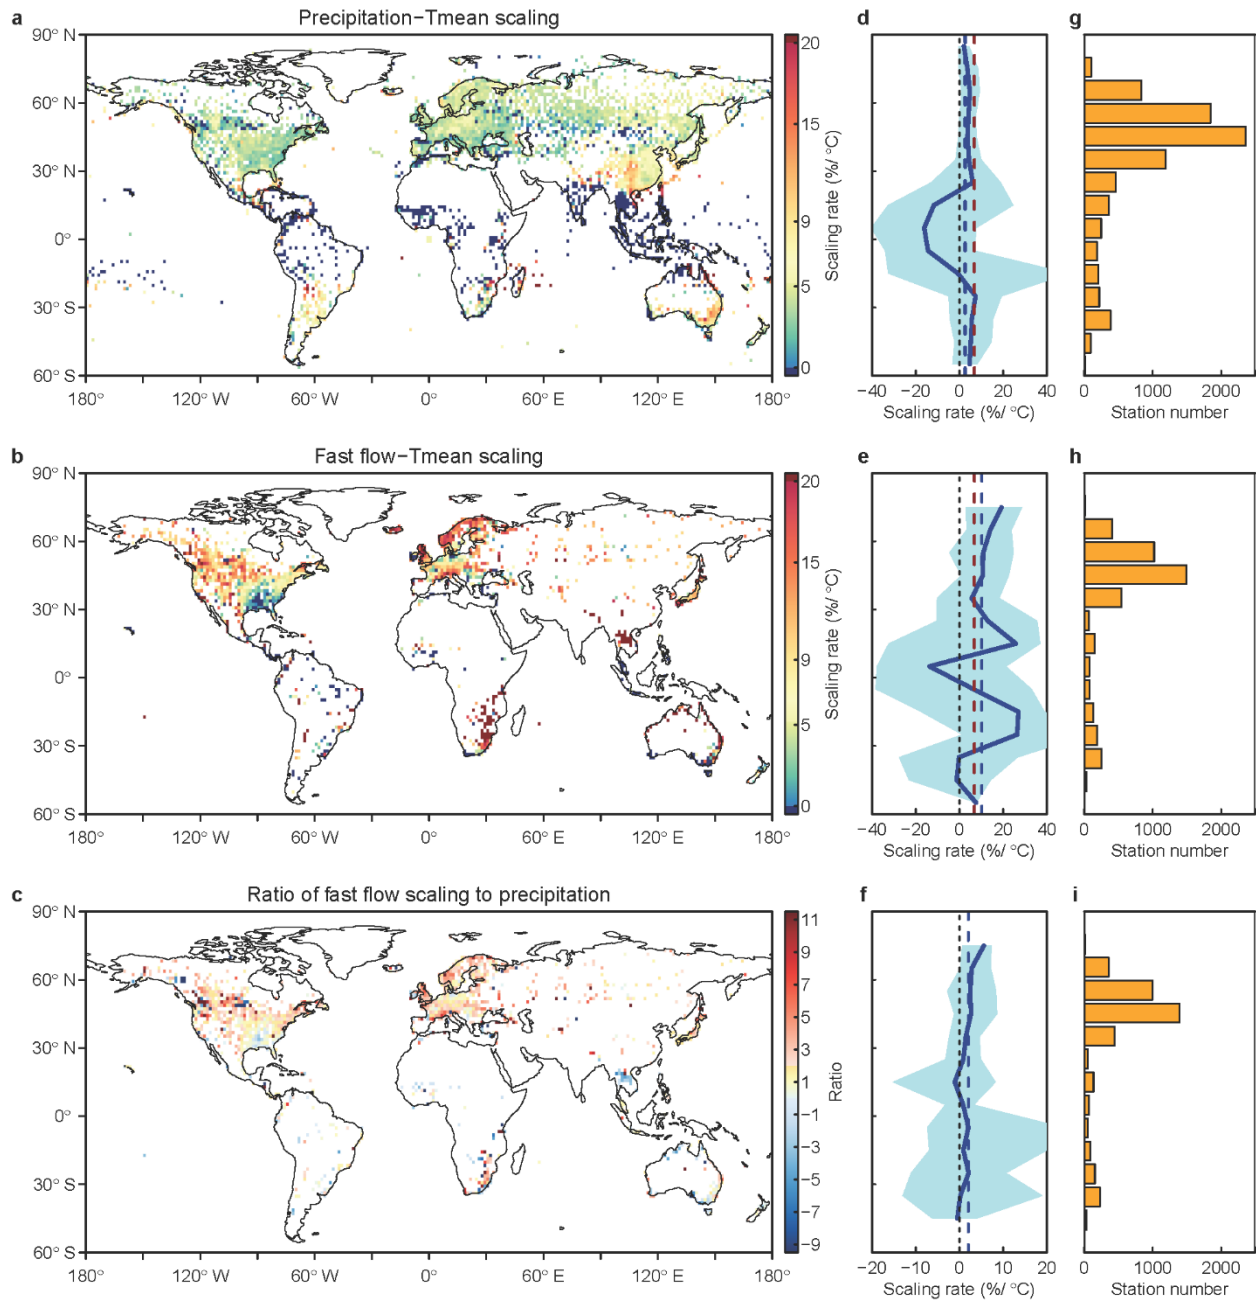 a Precipitation−Tmean scaling d g
90° N
60° N
30° N
0°
30° S
60° S
180° 120° W 60° W 0° 60° E 120° E 180°
20
15
9
5
0
Scaling rate (%/ °C)
−40 −20 0 20 40
Scaling rate (%/ °C)
0 1000 2000
Station number
b Fast flow−Tmean scaling e h
90° N
60° N
30° N
0°
30° S
60° S
180° 120° W 60° W 0° 60° E 120° E 180°
20
15
9
5
0
Scaling rate (%/ °C)
−40 −20 0 20 40
Scaling rate (%/ °C)
0 1000 2000
Station number
c Ratio of fast flow scaling to precipitation f i
90° N
60° N
30° N
0°
30° S
60° S
180° 120° W 60° W 0° 60° E 120° E 180°
11
9
7
5
3
1
−1
−3
−5
−7
−9
Ratio
−20 −10 0 10 20
Scaling rate (%/ °C)
0 1000 2000
Station number